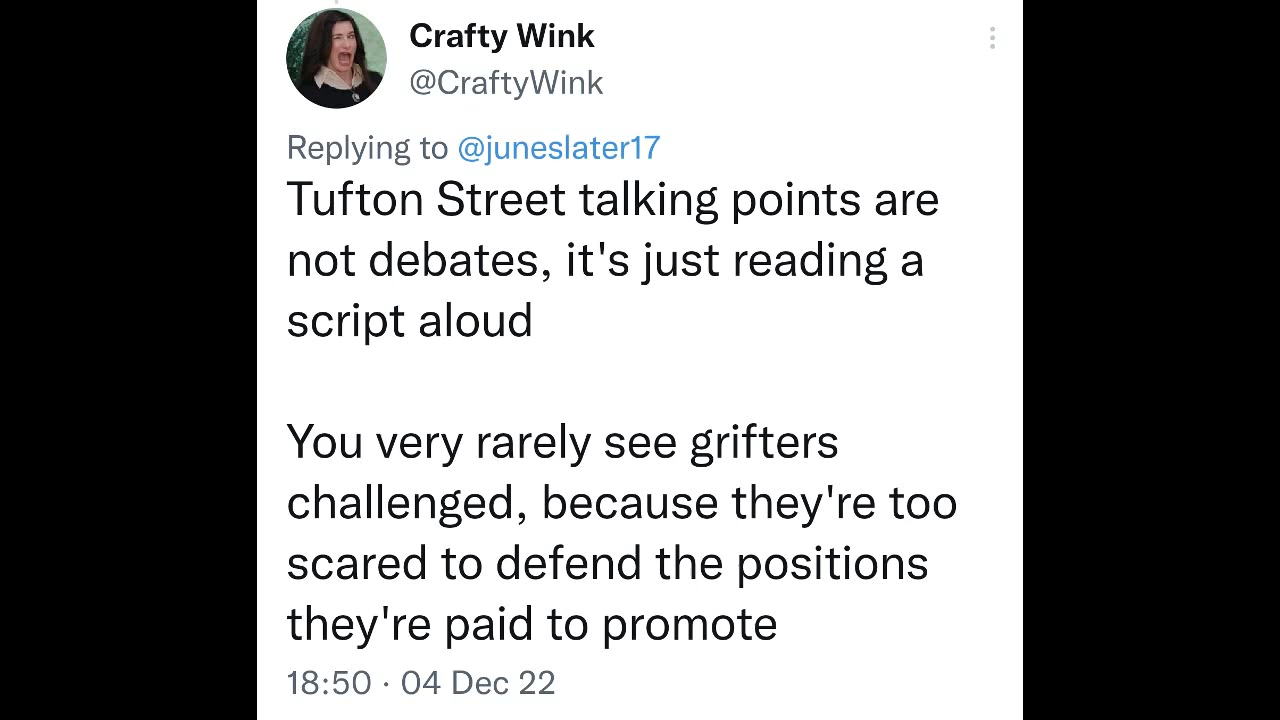 Crafty Wink
@CraftyWink
Replying to @juneslater17
Tufton Street talking points are
not debates, it's just reading a
script aloud
You very rarely see grifters
challenged, because they're too
scared to defend the positions
they're paid to promote
18:50 · 04 Dec 22